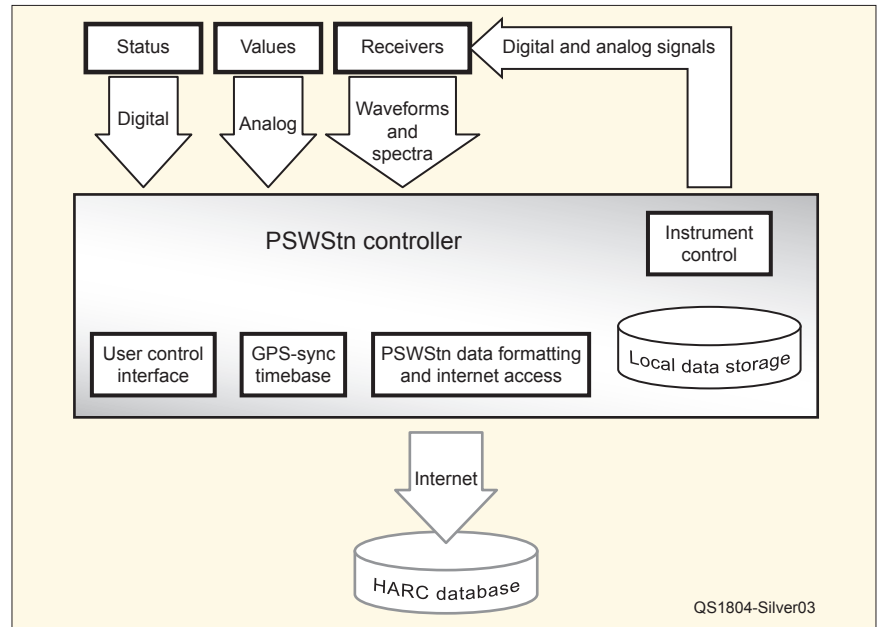 Status
Values
Receivers
Digital and analog signals
Digital
Analog
Waveforms
and
spectra
PSWStn controller
Instrument
control
User control
interface
GPS-sync
timebase
PSWStn data formatting
and internet access
Local data storage
Internet
HARC database
QS1804-Silver03